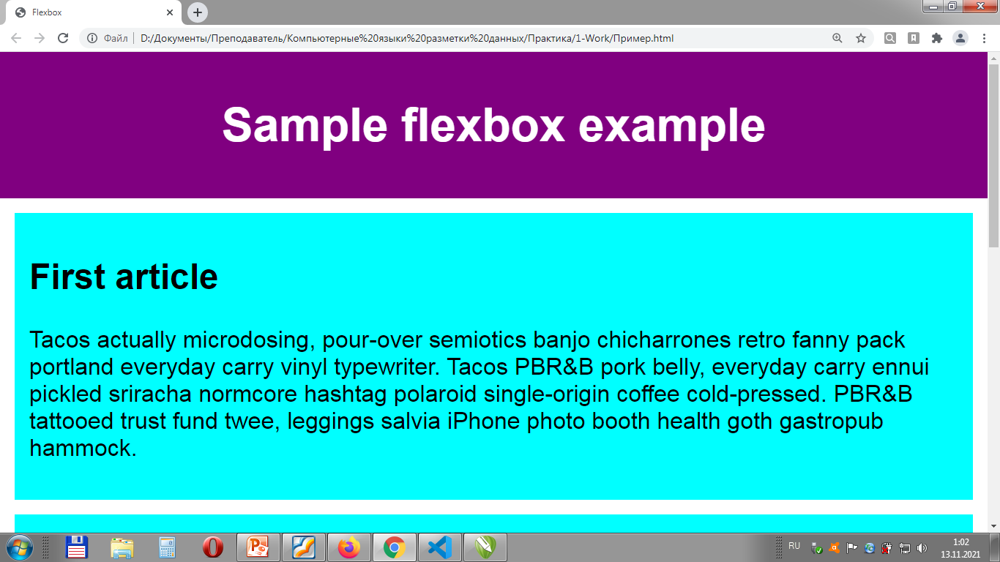 Flexbox
Файл
D:/Документы/Преподаватель/Компьютерные%20языки%20разметки%20данных/Практика/1-Work/Пример.html
Sample flexbox example
First article
Tacos actually microdosing, pour-over semiotics banjo chicharrones retro fanny pack
portland everyday carry vinyl typewriter. Tacos PBR&B pork belly, everyday carry ennui
pickled sriracha normcore hashtag polaroid single-origin coffee cold-pressed. PBR&B
tattooed trust fund twee, leggings salvia iPhone photo booth health goth gastropub
hammock.
RU
1:02
13.11.2021